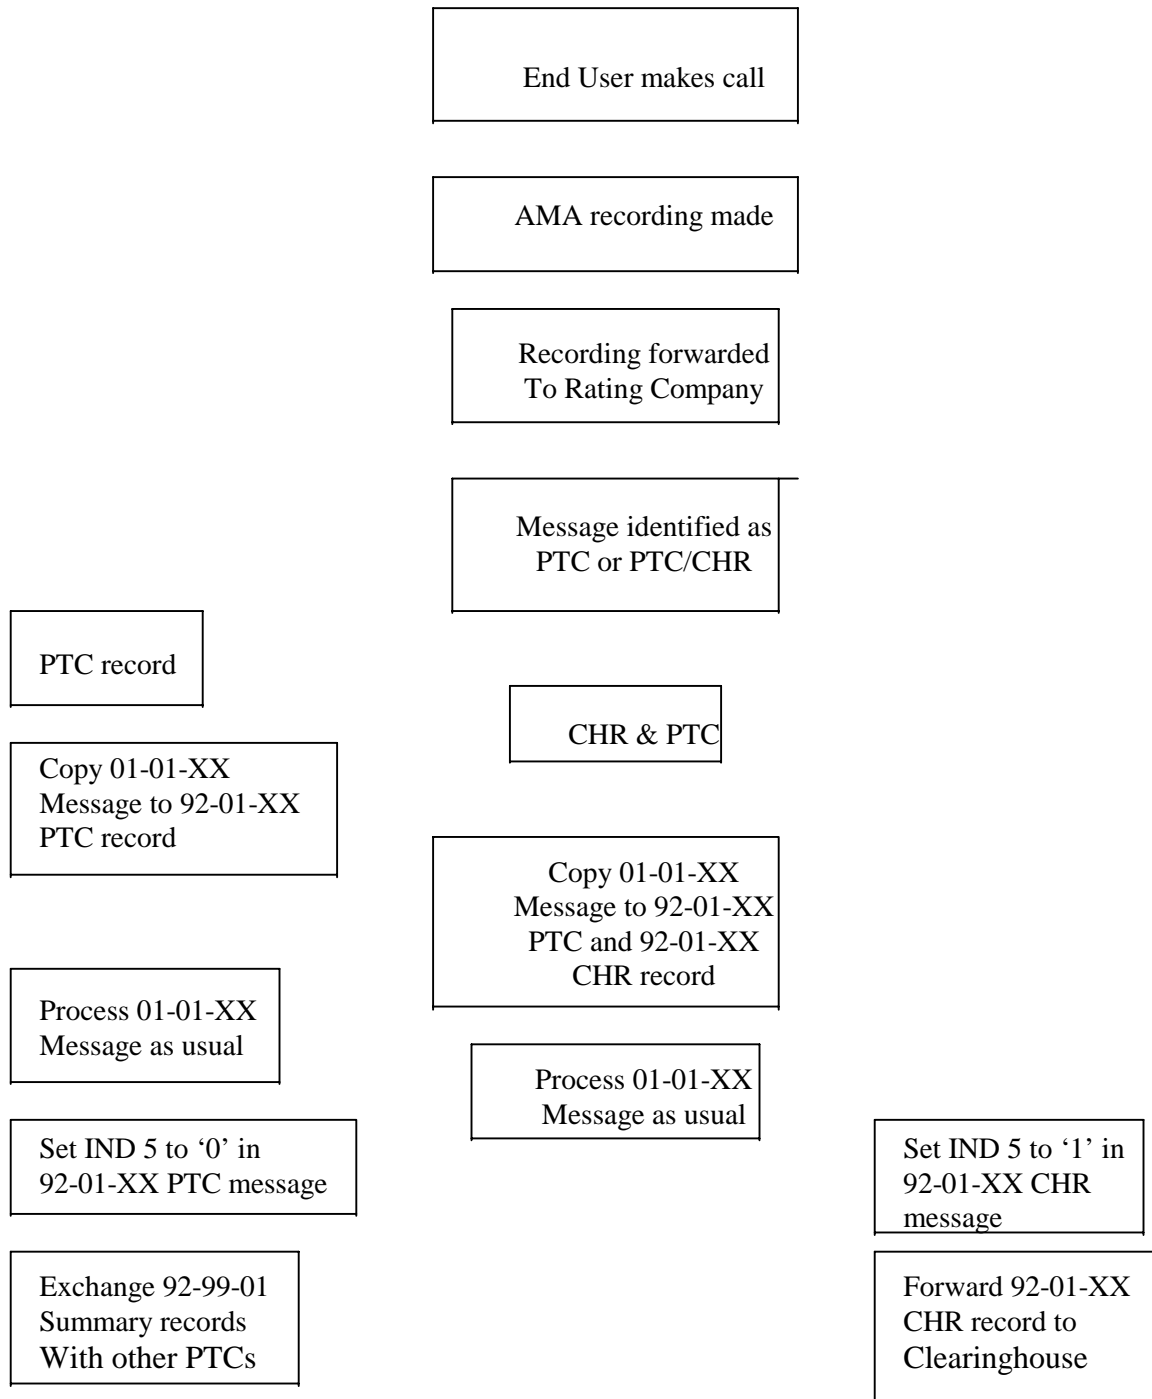 End User makes call
AMA recording made
Recording forwarded
To Rating Company
Message identified as
PTC or PTC/CHR
PTC record
CHR & PTC
Copy 01-01-XX
Message to 92-01-XX
PTC record
Copy 01-01-XX
Message to 92-01-XX
PTC and 92-01-XX
CHR record
Process 01-01-XX
Message as usual
Process 01-01-XX
Message as usual
Set IND 5 to ‘0’ in
92-01-XX PTC message
Set IND 5 to ‘1’ in
92-01-XX CHR
message
Exchange 92-99-01
Summary records
With other PTCs
Forward 92-01-XX
CHR record to
Clearinghouse